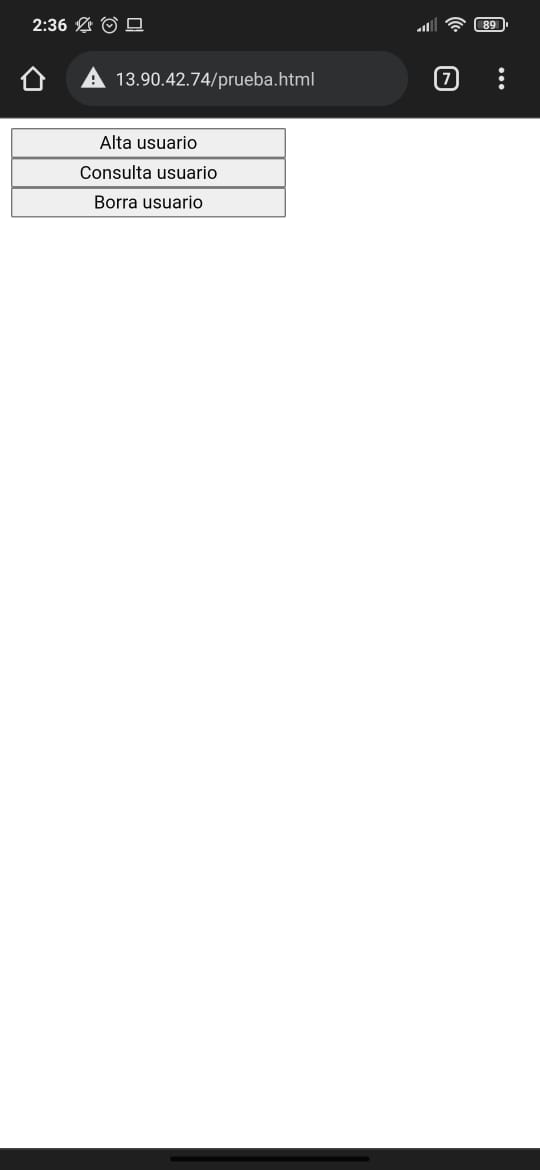 2:36
89
13.90.42.74/prueba.html
7
Alta usuario
Consulta usuario
Borra usuario